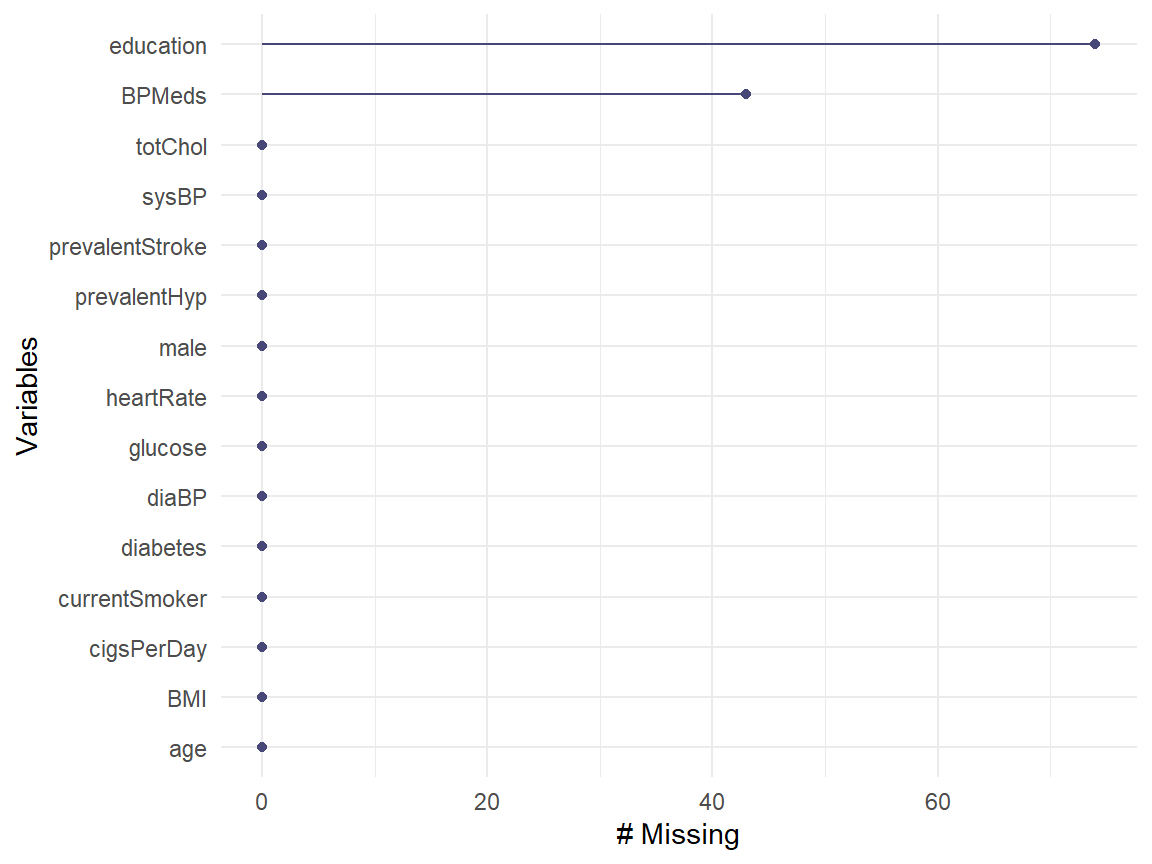 education
BPMeds
totChol
sysBP
prevalentStroke
prevalentHyp
male
heartRate
glucose
diaBP
diabetes
currentSmoker
cigsPerDay
BMI
age
Variables
0 20 40 60
# Missing